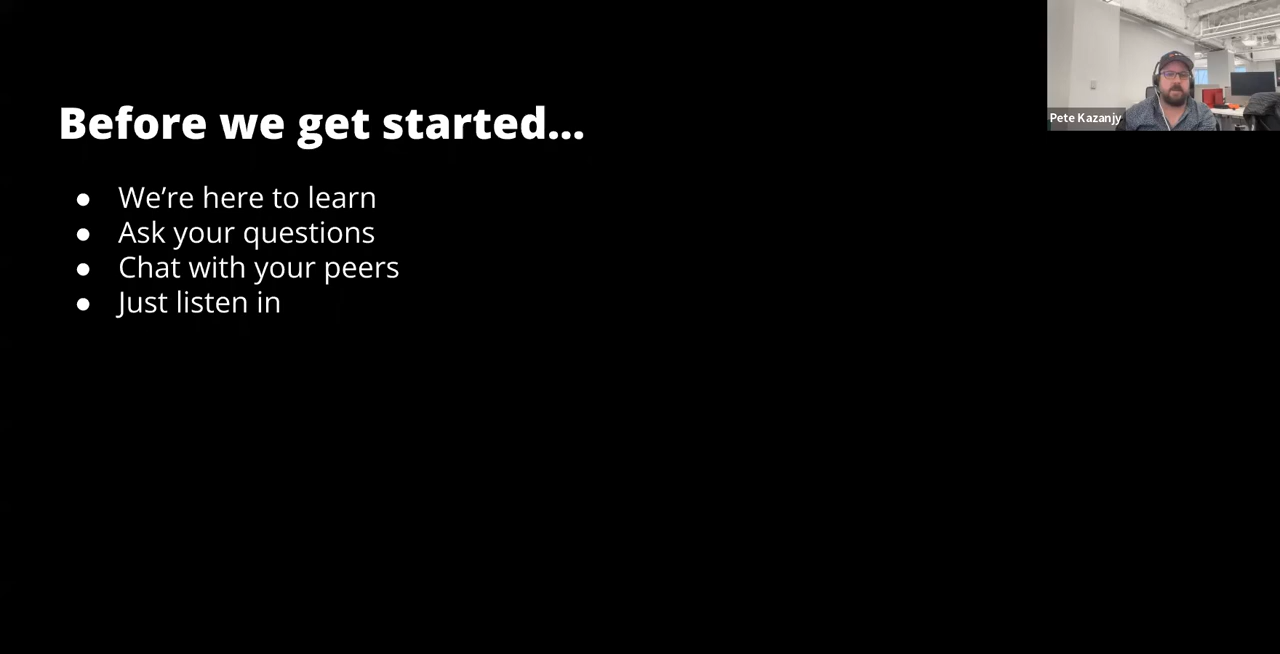 Before we get started...
● We’re here to learn
● Ask your questions
● Chat with your peers
● Just listen in
Pete Kazanjy